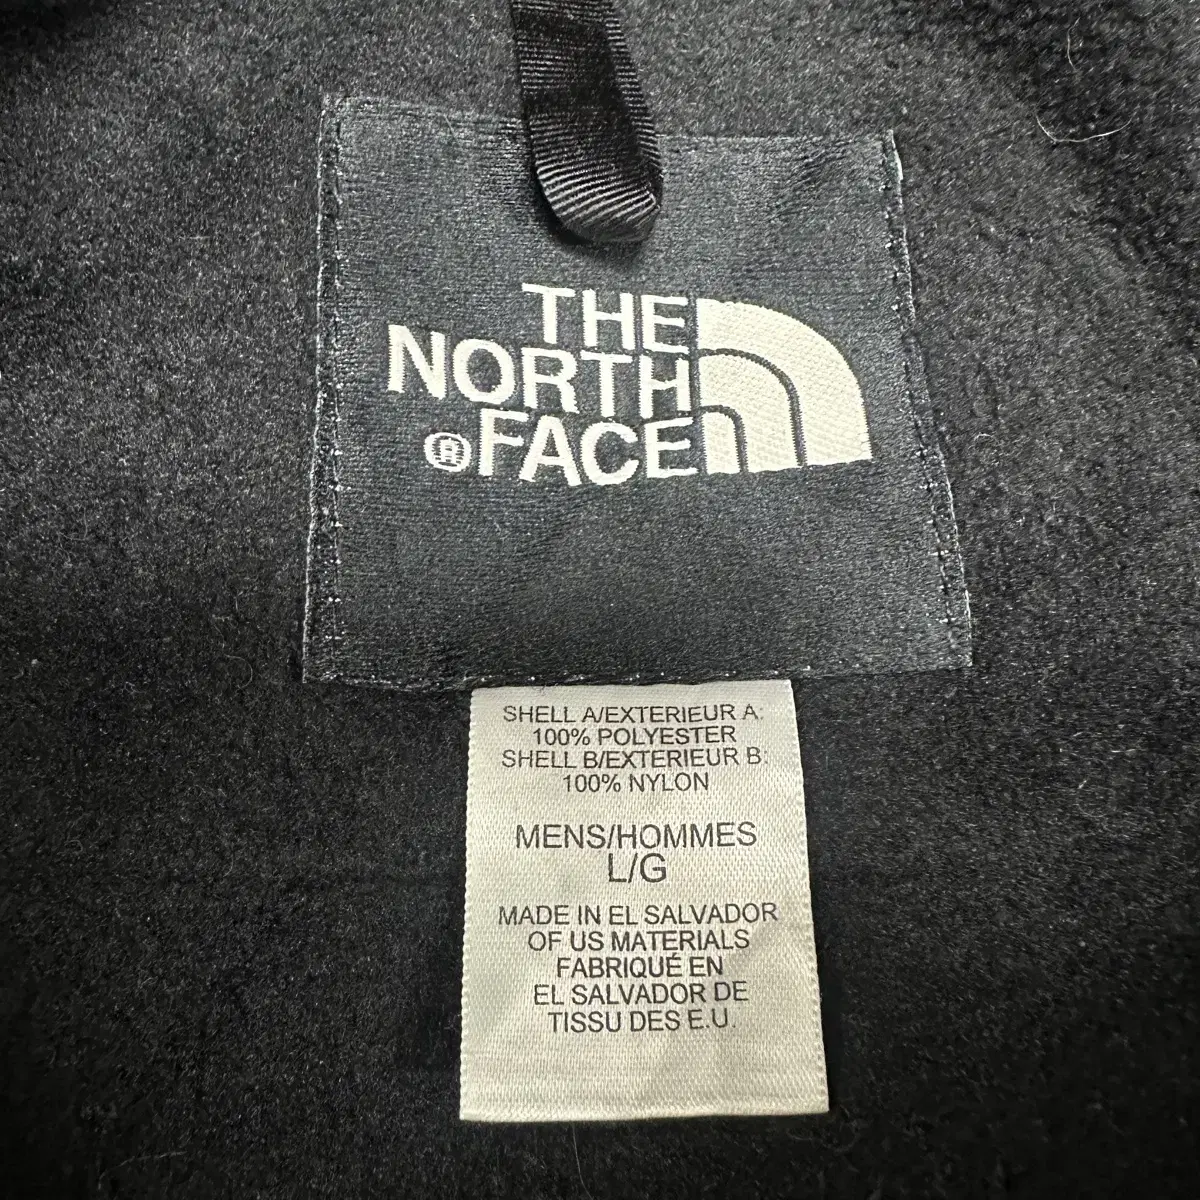 THE
NORTH
®FACE
SHELL A/EXTERIEUR A:
100% POLYESTER
SHELL B/EXTERIEUR B:
100% NYLON
MENS/HOMMES
L/G
MADE IN EL SALVADOR
OF US MATERIALS
FABRIQUÉ EN
EL SALVADOR DE
TISSU DES E.U.